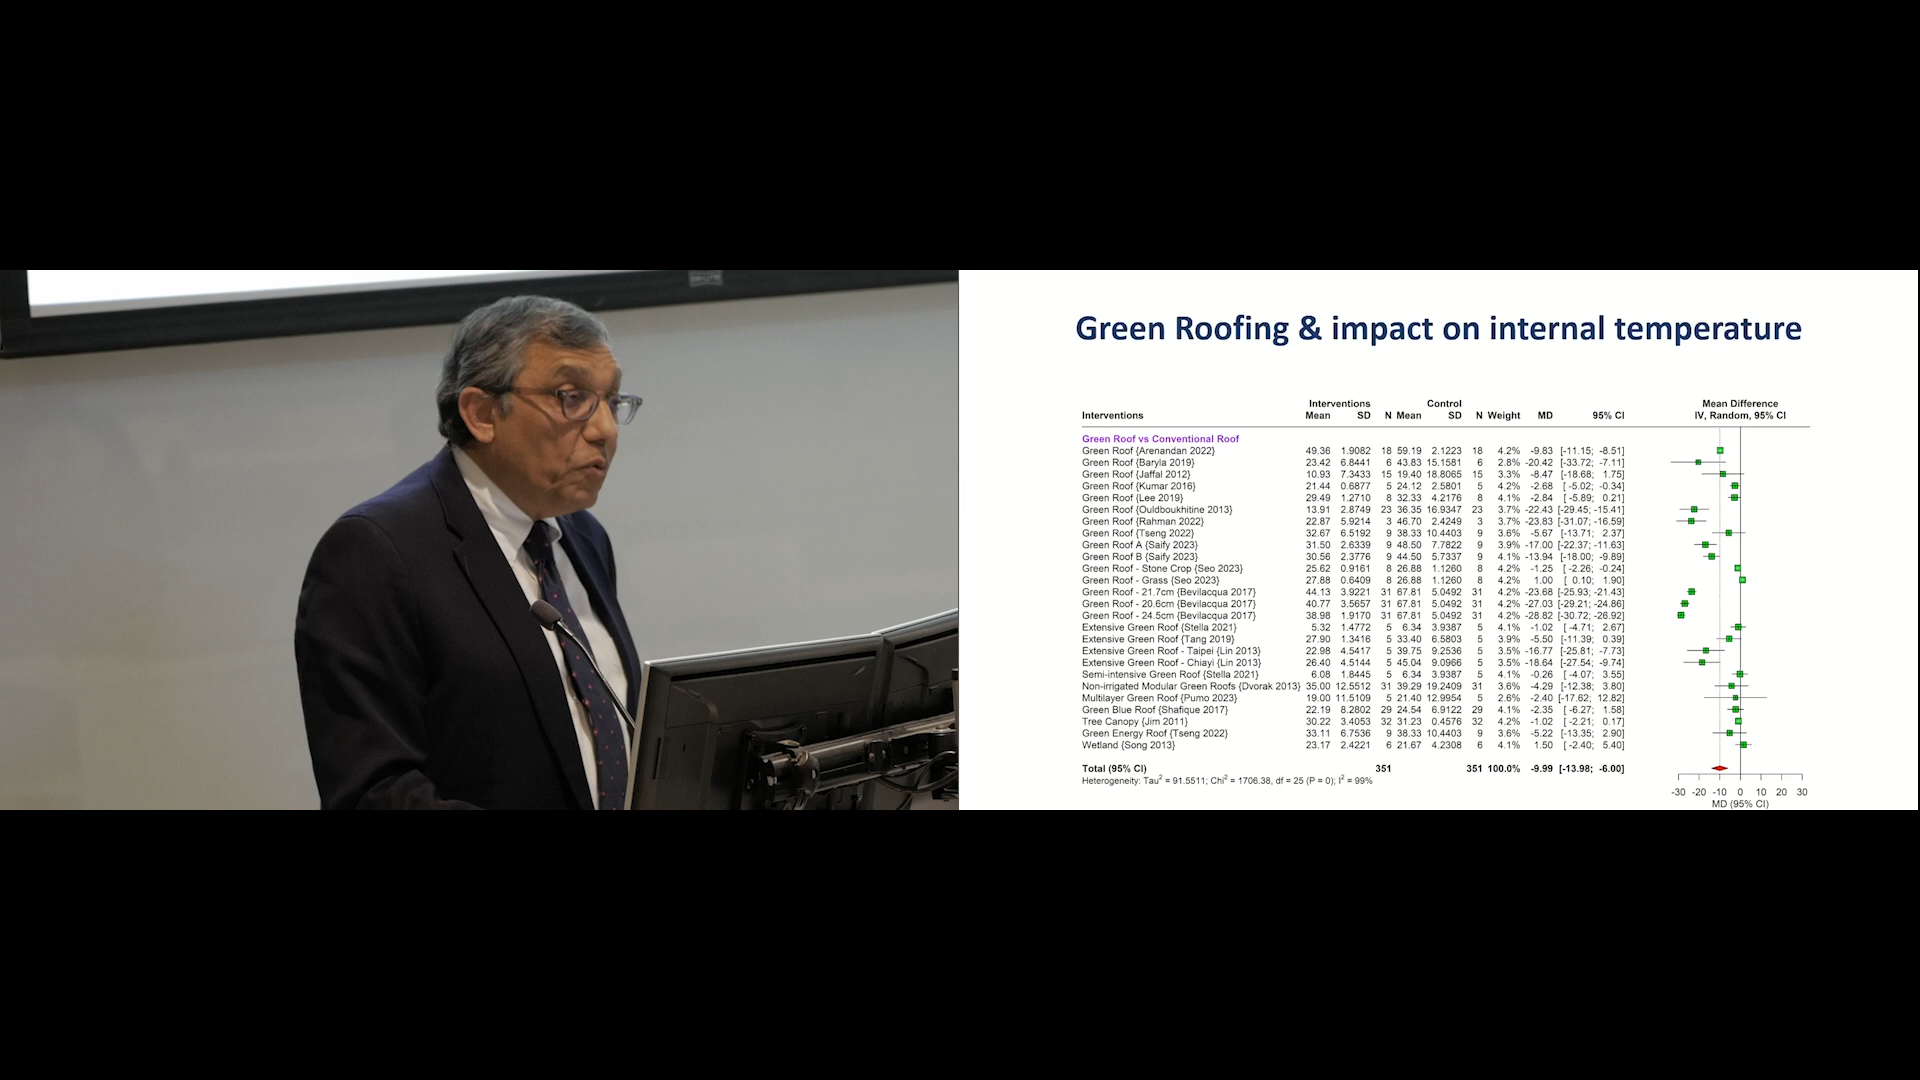 Green Roofing & impact on internal temperature
Interventions Control Mean Difference
Interventions Mean SD N Mean SD N Weight MD 95% CI IV, Random, 95% CI
Green Roof vs Conventional Roof
Green Roof {Arenandan 2022} 49.36 1.9082 18 59.19 2.1223 18 4.2% -9.83 [-11.15; -8.51]
Green Roof {Baryla 2019} 23.42 6.8441 6 43.83 15.1581 6 2.8% -20.42 [-33.72; -7.11]
Green Roof {Jaffal 2012} 10.93 7.3433 15 19.40 18.8065 15 3.3% -8.47 [-18.68; 1.75]
Green Roof {Kumar 2016} 21.44 0.6877 5 24.12 2.5801 5 4.2% -2.68 [ -5.02; -0.34]
Green Roof {Lee 2019} 29.49 1.2710 8 32.33 4.2176 8 4.1% -2.84 [ -5.89; 0.21]
Green Roof {Ouldboukhitine 2013} 13.91 2.8749 23 36.35 16.9347 23 3.7% -22.43 [-29.45; -15.41]
Green Roof {Rahman 2022} 22.87 5.9214 3 46.70 2.4249 3 3.7% -23.83 [-31.07; -16.59]
Green Roof {Tseng 2022} 32.67 6.5192 9 38.33 10.4403 9 3.6% -5.67 [-13.71; 2.37]
Green Roof A {Saify 2023} 31.50 2.6339 9 48.50 7.7822 9 3.9% -17.00 [-22.37; -11.63]
Green Roof B {Saify 2023} 30.56 2.3776 9 44.50 5.7337 9 4.1% -13.94 [-18.00; -9.89]
Green Roof - Stone Crop {Seo 2023} 25.62 0.9161 8 26.88 1.1260 8 4.2% -1.25 [ -2.26; -0.24]
Green Roof - Grass {Seo 2023} 27.88 0.6409 8 26.88 1.1260 8 4.2% 1.00 [ 0.10; 1.90]
Green Roof - 21.7cm {Bevilacqua 2017} 44.13 3.9221 31 67.81 5.0492 31 4.2% -23.68 [-25.93; -21.43]
Green Roof - 20.6cm {Bevilacqua 2017} 40.77 3.5657 31 67.81 5.0492 31 4.2% -27.03 [-29.21; -24.86]
Green Roof - 24.5cm {Bevilacqua 2017} 38.98 1.9170 31 67.81 5.0492 31 4.2% -28.82 [-30.72; -26.92]
Extensive Green Roof {Stella 2021} 5.32 1.4772 5 6.34 3.9387 5 4.1% -1.02 [ -4.71; 2.67]
Extensive Green Roof {Tang 2019} 27.90 1.3416 5 33.40 6.5803 5 3.9% -5.50 [-11.39; 0.39]
Extensive Green Roof - Taipei {Lin 2013} 22.98 4.5417 5 39.75 9.2536 5 3.5% -16.77 [-25.81; -7.73]
Extensive Green Roof - Chiayi {Lin 2013} 26.40 4.5144 5 45.04 9.0966 5 3.5% -18.64 [-27.54; -9.74]
Semi-intensive Green Roof {Stella 2021} 6.08 1.8445 5 6.34 3.9387 5 4.1% -0.26 [ -4.07; 3.55]
Non-irrigated Modular Green Roofs {Dvorak 2013} 35.00 12.5512 31 39.29 19.2409 31 3.6% -4.29 [-12.38; 3.80]
Multilayer Green Roof {Pumo 2023} 19.00 11.5109 5 21.40 12.9954 5 2.6% -2.40 [-17.62; 12.82]
Green Blue Roof {Shafique 2017} 22.19 8.2802 29 24.54 6.9122 29 4.1% -2.35 [ -6.27; 1.58]
Tree Canopy {Jim 2011} 30.22 3.4053 32 31.23 0.4576 32 4.2% -1.02 [ -2.21; 0.17]
Green Energy Roof {Tseng 2022} 33.11 6.7536 9 38.33 10.4403 9 3.6% -5.22 [-13.35; 2.90]
Wetland {Song 2013} 23.17 2.4221 6 21.67 4.2308 6 4.1% 1.50 [ -2.40; 5.40]
Total (95% CI) 351 351 100.0% -9.99 [-13.98; -6.00]
Heterogeneity: Tau² = 91.5511; Chi² = 1706.38, df = 25 (P = 0); I² = 99%
-30 -20 -10 0 10 20 30
MD (95% CI)